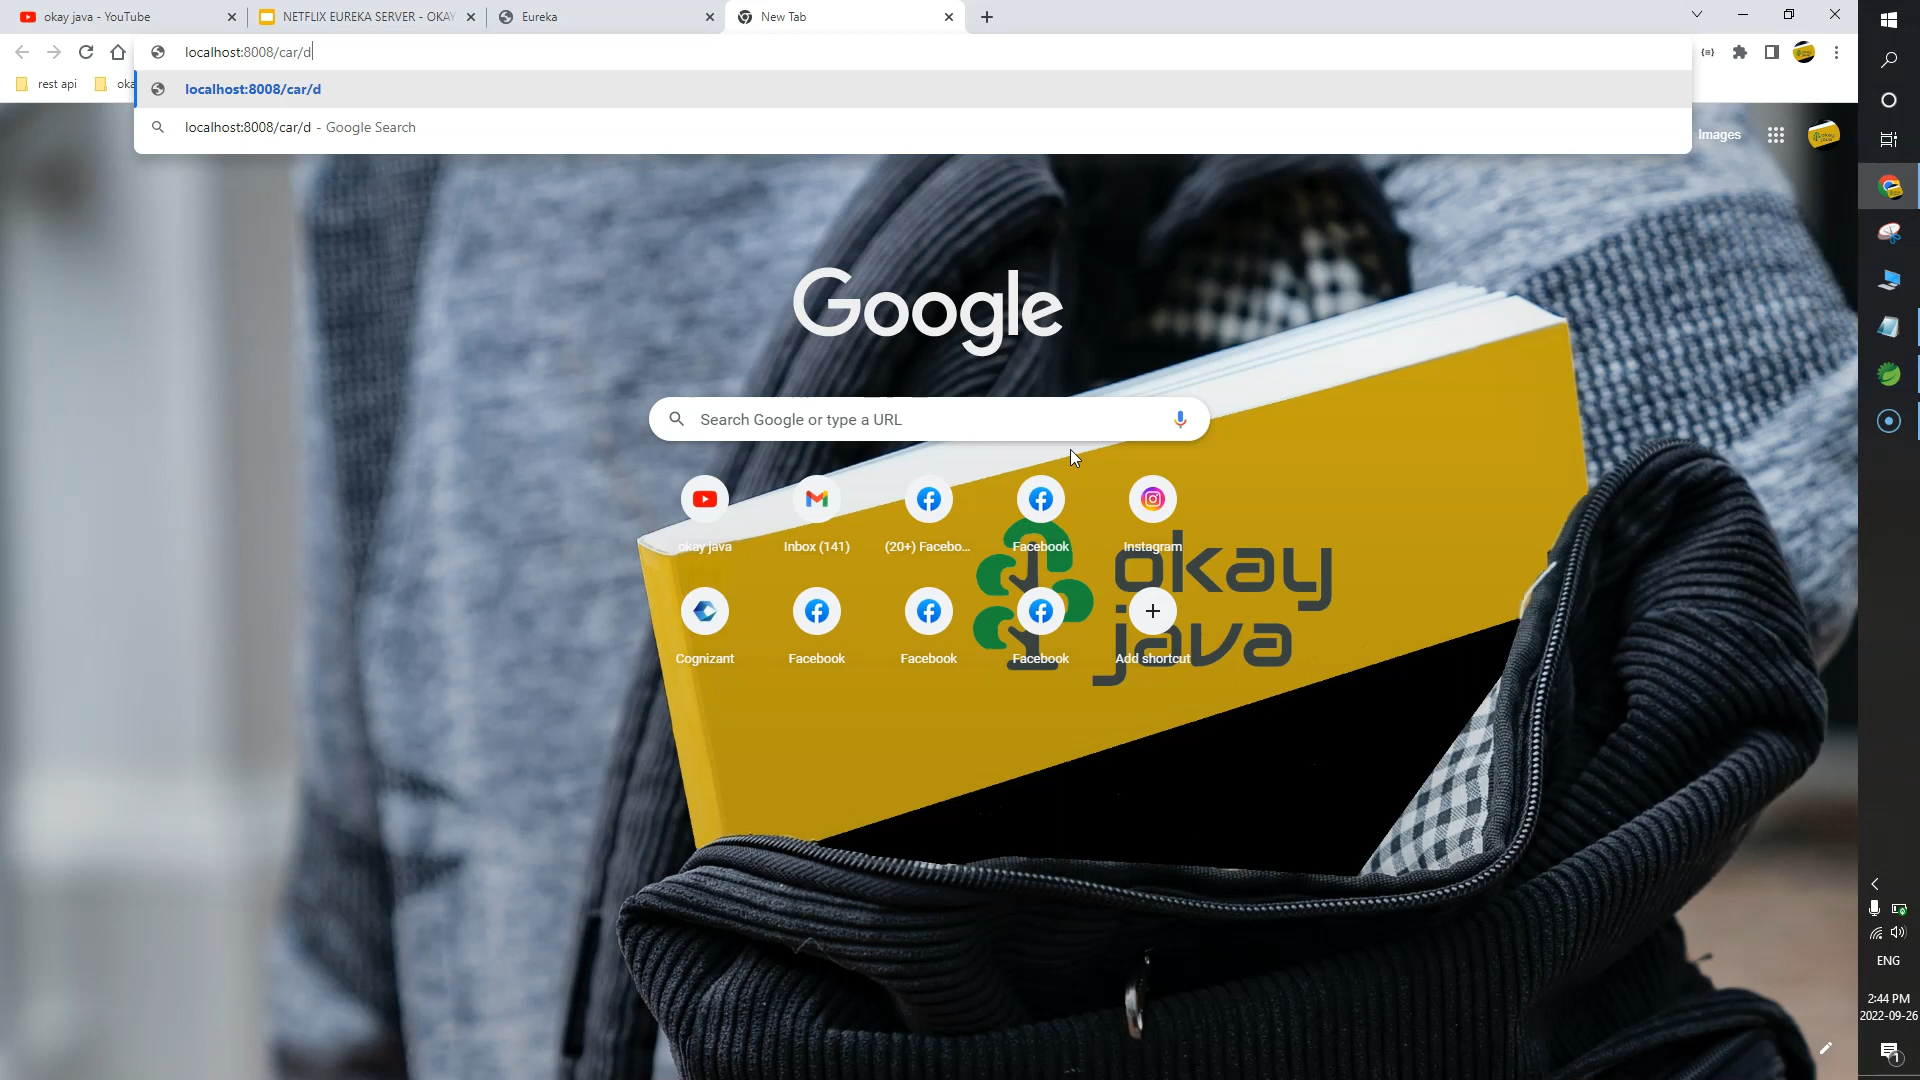 okay java - YouTube
NETFLIX EUREKA SERVER - OKAY
Eureka
New Tab
localhost:8008/car/d
rest api
oka
localhost:8008/car/d
localhost:8008/car/d - Google Search
Images
Google
Search Google or type a URL
okay java
Inbox (141)
(20+) Facebo...
Facebook
Instagram
okay
java
Cognizant
Facebook
Facebook
Facebook
Add shortcut
ENG
2:44 PM
2022-09-26
1